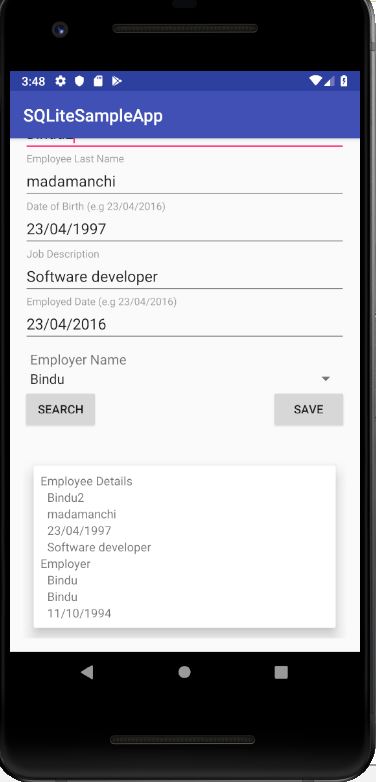 3:48
SQLiteSampleApp
Bindu2
Employee Last Name
madamanchi
Date of Birth (e.g 23/04/2016)
23/04/1997
Job Description
Software developer
Employed Date (e.g 23/04/2016)
23/04/2016
Employer Name
Bindu
SEARCH SAVE
Employee Details
Bindu2
madamanchi
23/04/1997
Software developer
Employer
Bindu
Bindu
11/10/1994